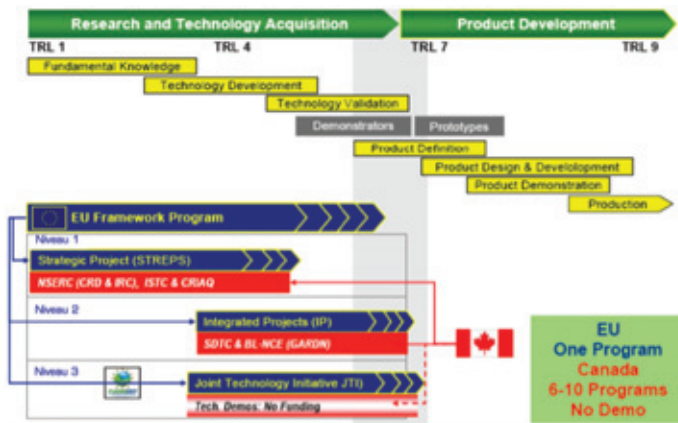 Research and Technology Acquisition
Product Development
TRL 1
TRL 4
TRL 7
TRL 9
Fundamental Knowledge
Technology Development
Technology Validation
Demonstrators
Prototypes
Product Definition
Product Design & Develolopment
Product Demonstration
Production
EU Framework Program
Niveau 1
Strategic Project (STREPS)
NSERC (CRD & IRC), ISTC & CRIAQ
Niveau 2
Integrated Projects (IP)
SDTC & BL-NCE (GARDN)
Niveau 3
Joint Technology Initiative JTI)
Tech. Demos: No Funding
EU
One Program
Canada
6-10 Programs
No Demo